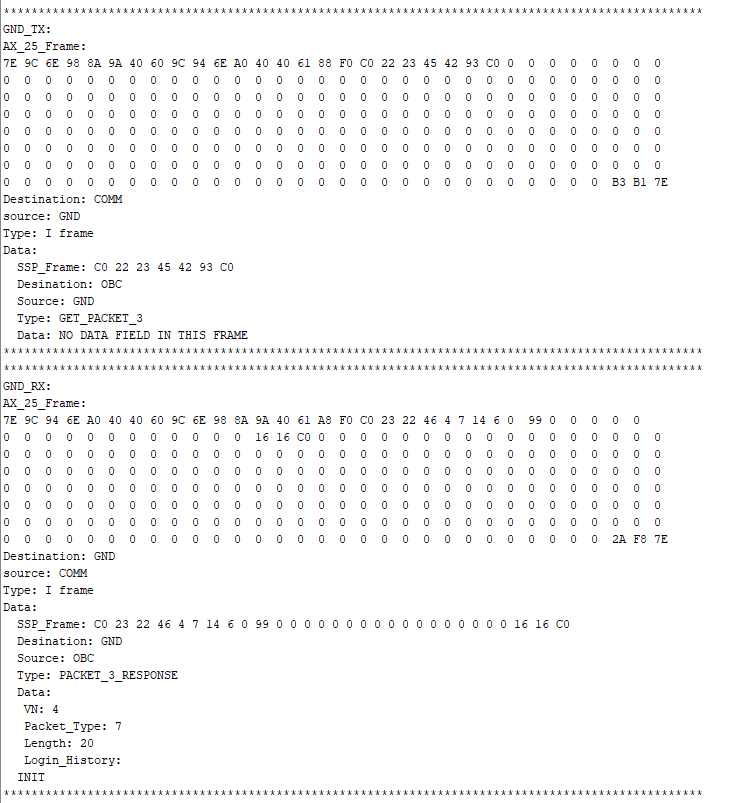 ****************************************************************************************************
GND_TX:
AX_25_Frame:
7E 9C 6E 98 8A 9A 40 60 9C 94 6E A0 40 40 61 88 F0 C0 22 23 45 42 93 C0 0 0 0 0 0 0 0 0
0 0 0 0 0 0 0 0 0 0 0 0 0 0 0 0 0 0 0 0 0 0 0 0 0 0 0 0 0 0 0 0
0 0 0 0 0 0 0 0 0 0 0 0 0 0 0 0 0 0 0 0 0 0 0 0 0 0 0 0 0 0 0 0
0 0 0 0 0 0 0 0 0 0 0 0 0 0 0 0 0 0 0 0 0 0 0 0 0 0 0 0 0 0 0 0
0 0 0 0 0 0 0 0 0 0 0 0 0 0 0 0 0 0 0 0 0 0 0 0 0 0 0 0 0 0 0 0
0 0 0 0 0 0 0 0 0 0 0 0 0 0 0 0 0 0 0 0 0 0 0 0 0 0 0 0 0 0 0 0
0 0 0 0 0 0 0 0 0 0 0 0 0 0 0 0 0 0 0 0 0 0 0 0 0 0 0 0 0 0 0 0
0 0 0 0 0 0 0 0 0 0 0 0 0 0 0 0 0 0 0 0 0 0 0 0 0 0 0 0 0 B3 B1 7E
Destination: COMM
source: GND
Type: I frame
Data:
SSP_Frame: C0 22 23 45 42 93 C0
Desination: OBC
Source: GND
Type: GET_PACKET_3
Data: NO DATA FIELD IN THIS FRAME
****************************************************************************************************
****************************************************************************************************
GND_RX:
AX_25_Frame:
7E 9C 94 6E A0 40 40 60 9C 6E 98 8A 9A 40 61 A8 F0 C0 23 22 46 4 7 14 6 0 99 0 0 0 0 0
0 0 0 0 0 0 0 0 0 0 0 0 16 16 C0 0 0 0 0 0 0 0 0 0 0 0 0 0 0 0 0 0
0 0 0 0 0 0 0 0 0 0 0 0 0 0 0 0 0 0 0 0 0 0 0 0 0 0 0 0 0 0 0 0
0 0 0 0 0 0 0 0 0 0 0 0 0 0 0 0 0 0 0 0 0 0 0 0 0 0 0 0 0 0 0 0
0 0 0 0 0 0 0 0 0 0 0 0 0 0 0 0 0 0 0 0 0 0 0 0 0 0 0 0 0 0 0 0
0 0 0 0 0 0 0 0 0 0 0 0 0 0 0 0 0 0 0 0 0 0 0 0 0 0 0 0 0 0 0 0
0 0 0 0 0 0 0 0 0 0 0 0 0 0 0 0 0 0 0 0 0 0 0 0 0 0 0 0 0 0 0 0
0 0 0 0 0 0 0 0 0 0 0 0 0 0 0 0 0 0 0 0 0 0 0 0 0 0 0 0 0 2A F8 7E
Destination: GND
source: COMM
Type: I frame
Data:
SSP_Frame: C0 23 22 46 4 7 14 6 0 99 0 0 0 0 0 0 0 0 0 0 0 0 0 0 0 0 0 16 16 C0
Desination: GND
Source: OBC
Type: PACKET_3_RESPONSE
Data:
VN: 4
Packet_Type: 7
Length: 20
Login_History:
INIT
****************************************************************************************************